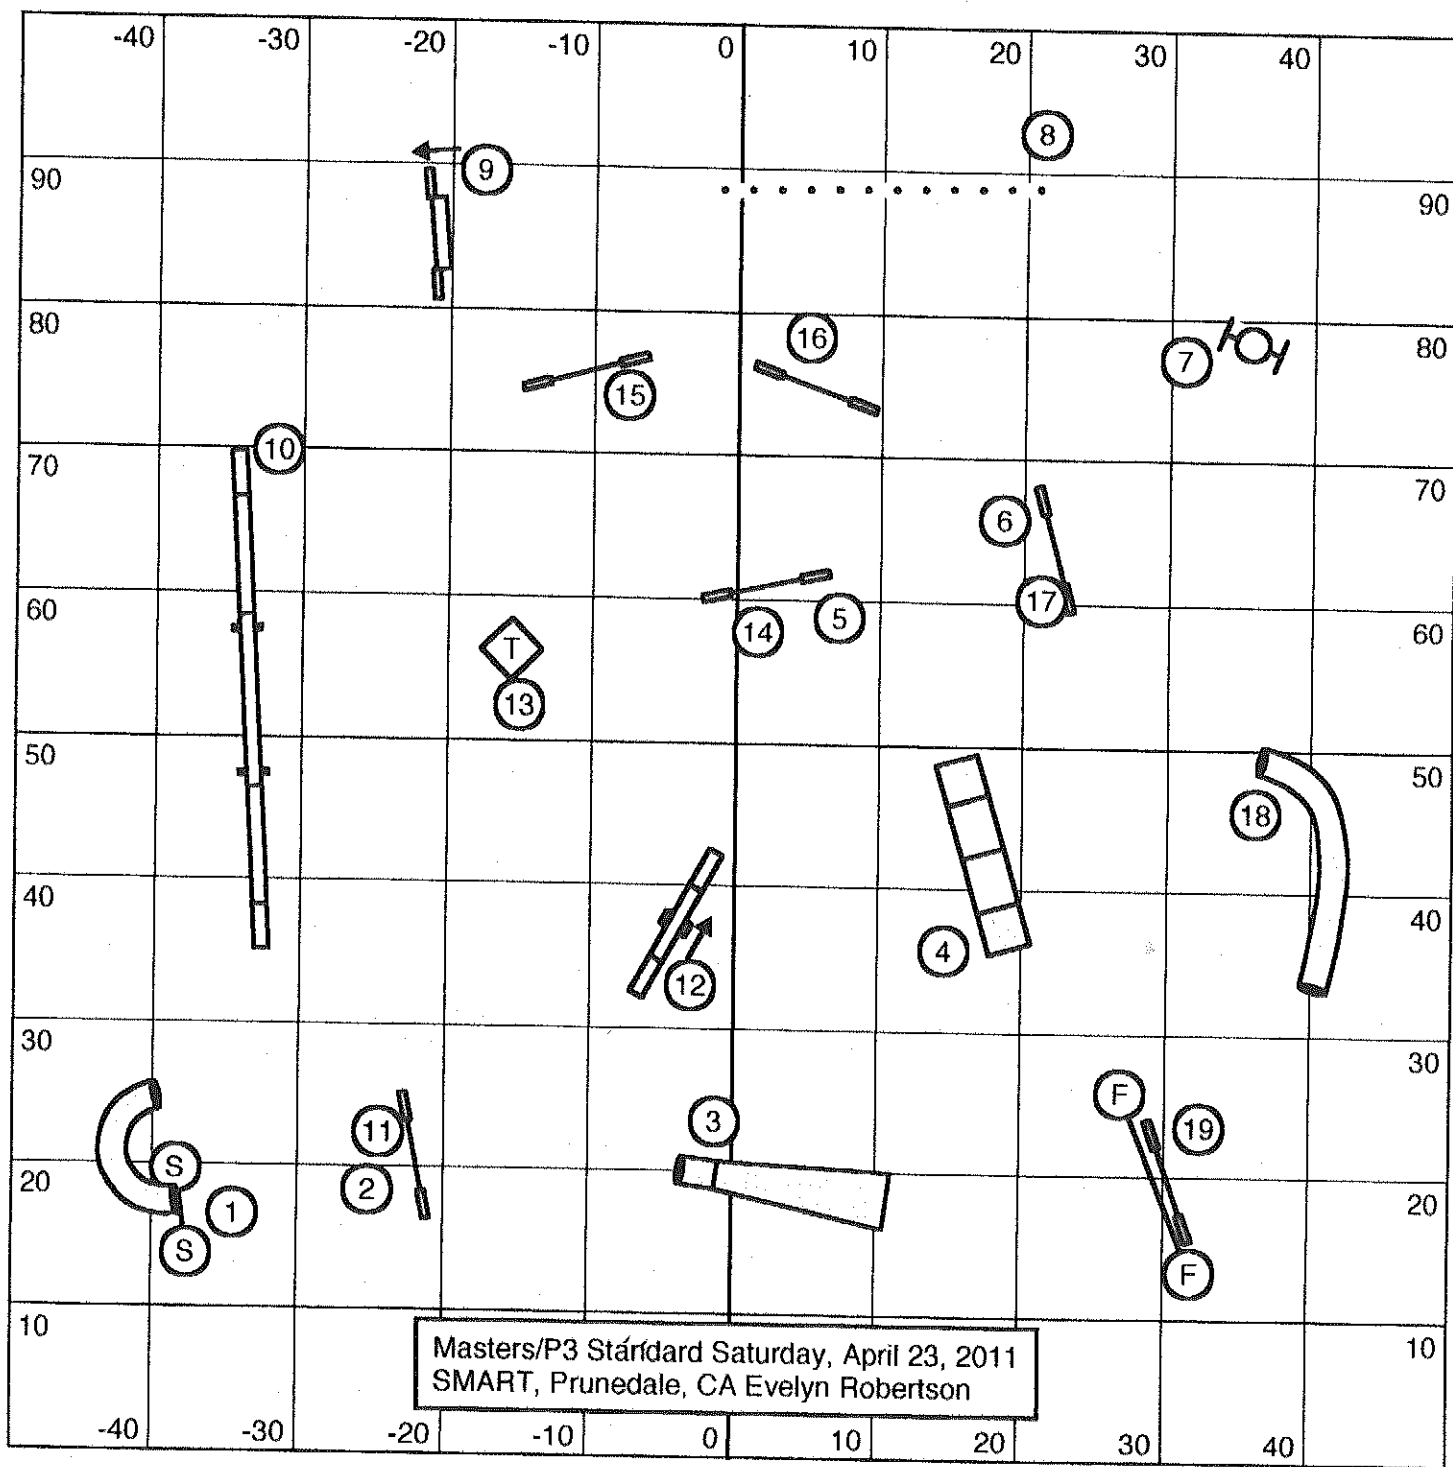 -40 -30 -20 -10 0 10 20 30 40
8
9
90 90
16
80 7 80
15
10
70 70
6
17
60 14 5 60
T
13
50 50
18
40 4 40
12
30 30
F
3
11 19
S
20 2 20
1
S
F
10 10
Masters/P3 Standard Saturday, April 23, 2011
SMART, Prunedale, CA Evelyn Robertson
-40 -30 -20 -10 0 10 20 30 40